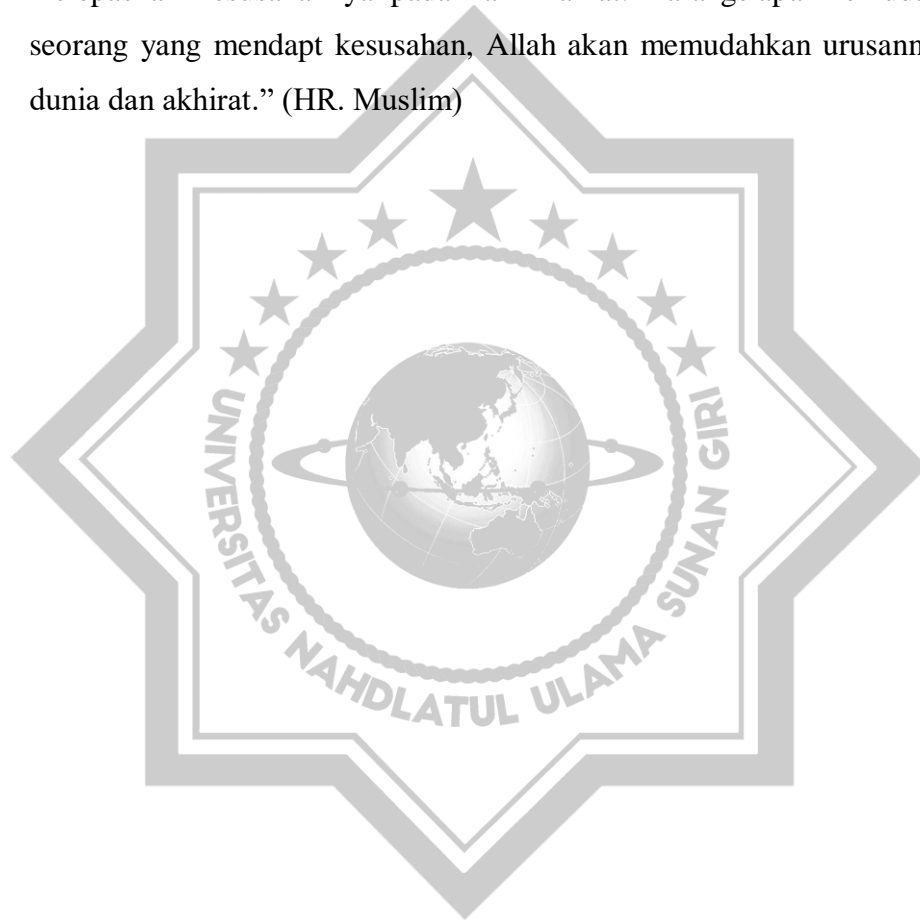 seorang yang mendapt kesusahan, Allah akan memudahkan urusann
dunia dan akhirat.” (HR. Muslim)
UNIVERSITAS NAHDLATUL ULAMA SUNAN GIRI